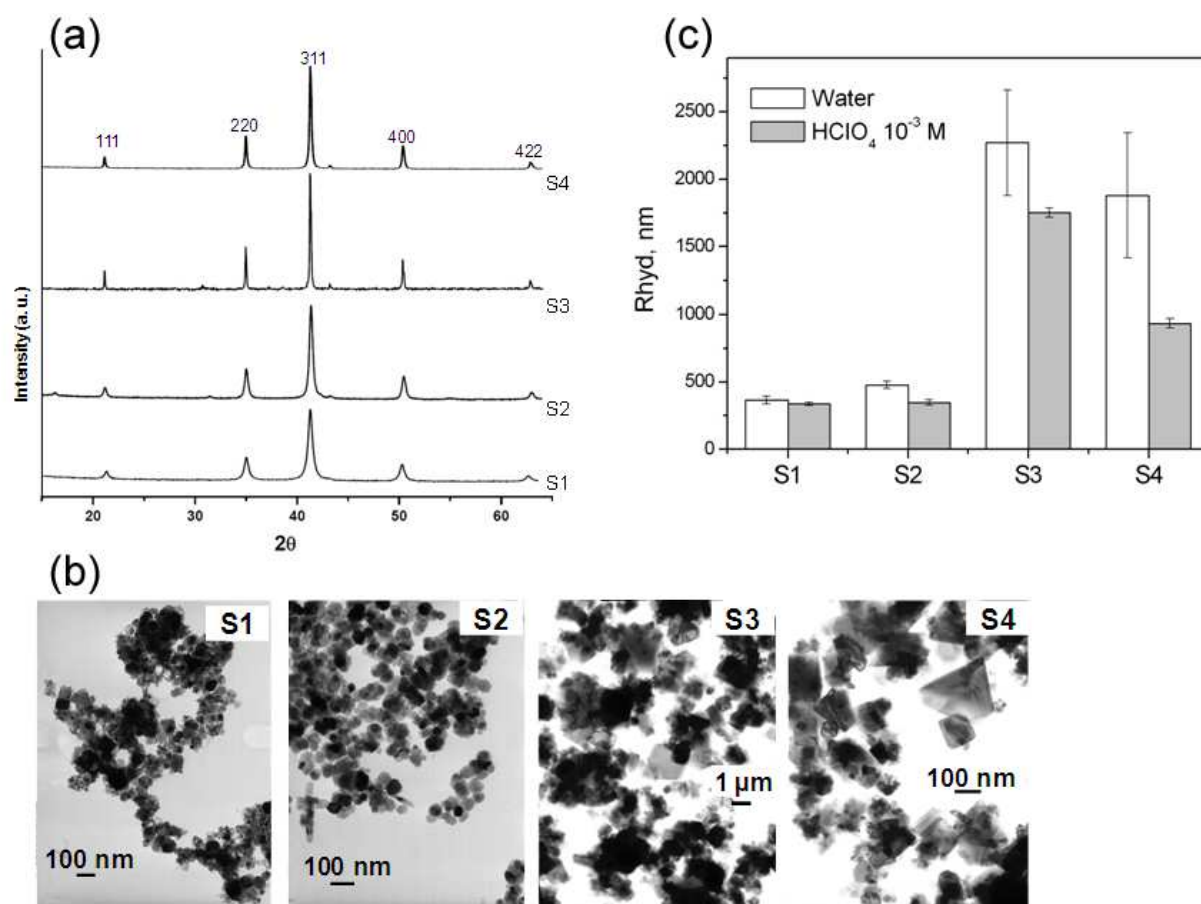 (a)
311
220
111
400
422
S4
S3
S2
S1
Intensity (a.u.)
20
30
40
50
60
2θ
(c)
Water
HClO4 10-3 M
2500
2000
1500
1000
500
0
Rhyd, nm
S1
S2
S3
S4
(b)
S1
100 nm
S2
100 nm
S3
1 µm
S4
100 nm